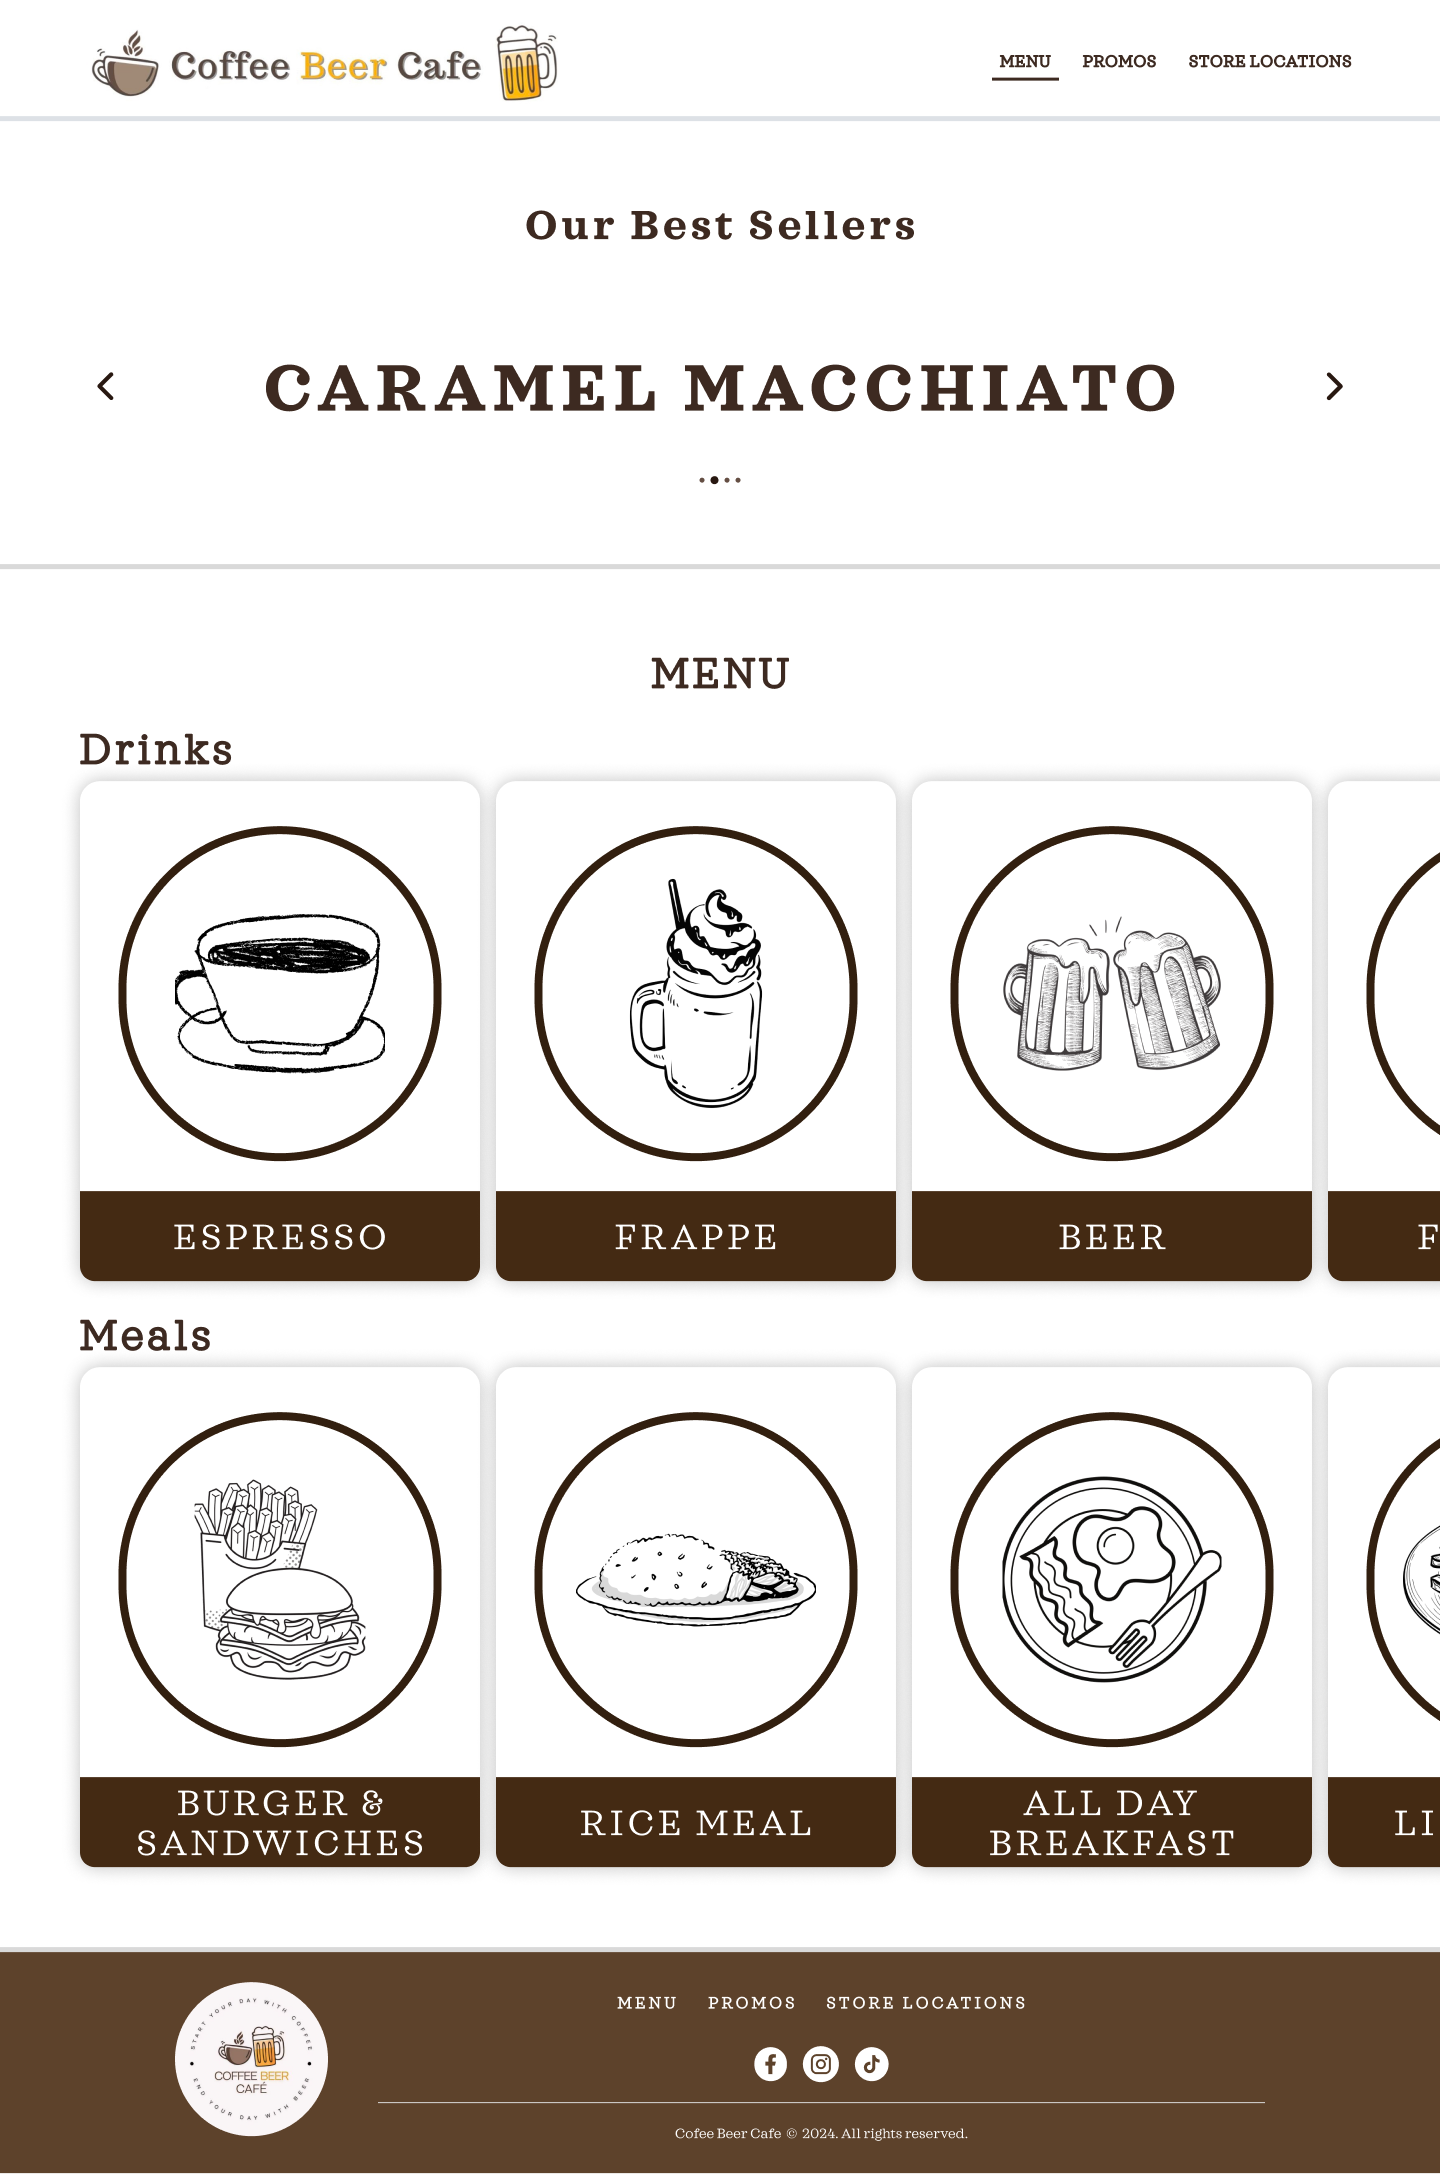 Coffee Beer Cafe
MENU PROMOS STORE LOCATIONS
Our Best Sellers
CARAMEL MACCHIATO
MENU
Drinks
ESPRESSO
FRAPPE
BEER
F
Meals
BURGER &
SANDWICHES
RICE MEAL
ALL DAY
BREAKFAST
LI
START YOUR DAY WITH COFFEE
COFFEE BEER
CAFÉ
END YOUR DAY WITH BEER
MENU PROMOS STORE LOCATIONS
Cofee Beer Cafe © 2024. All rights reserved.